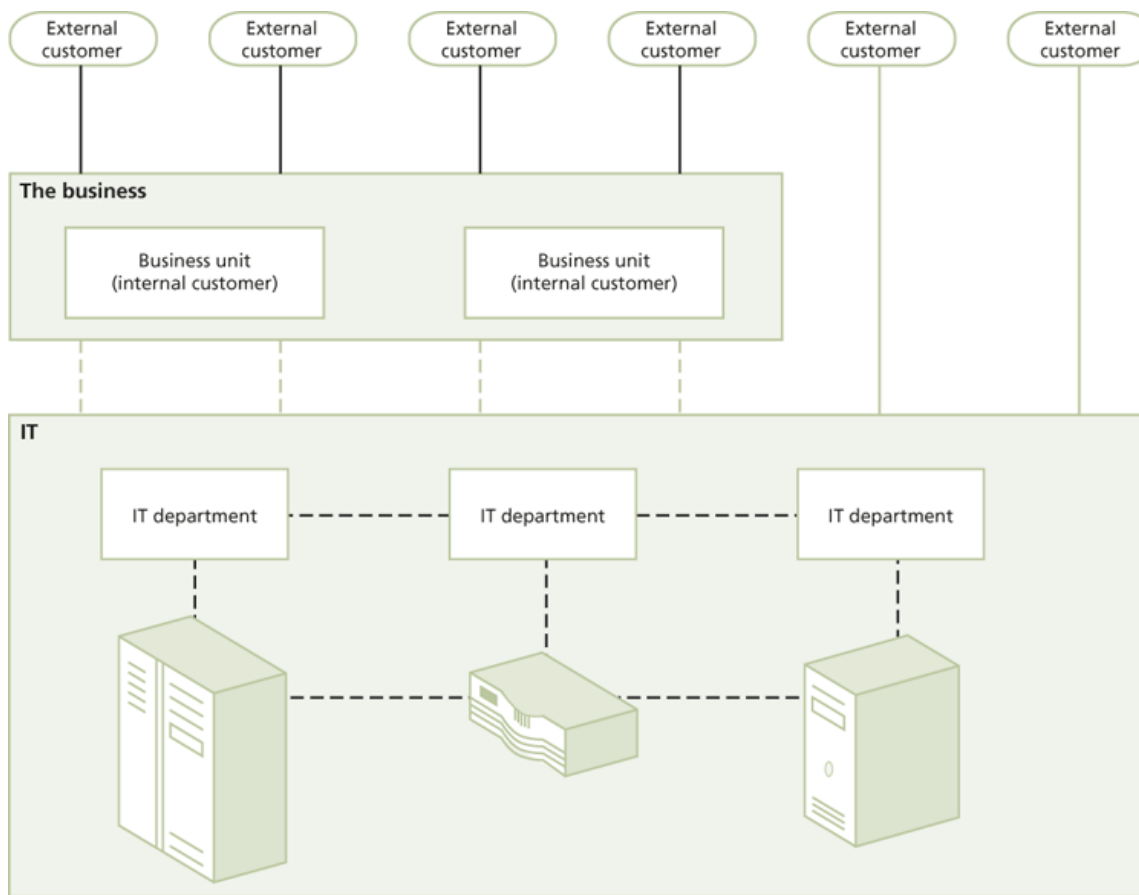 External
customer
External
customer
External
customer
External
customer
External
customer
External
customer
The business
Business unit
(internal customer)
Business unit
(internal customer)
IT
IT department
IT department
IT department